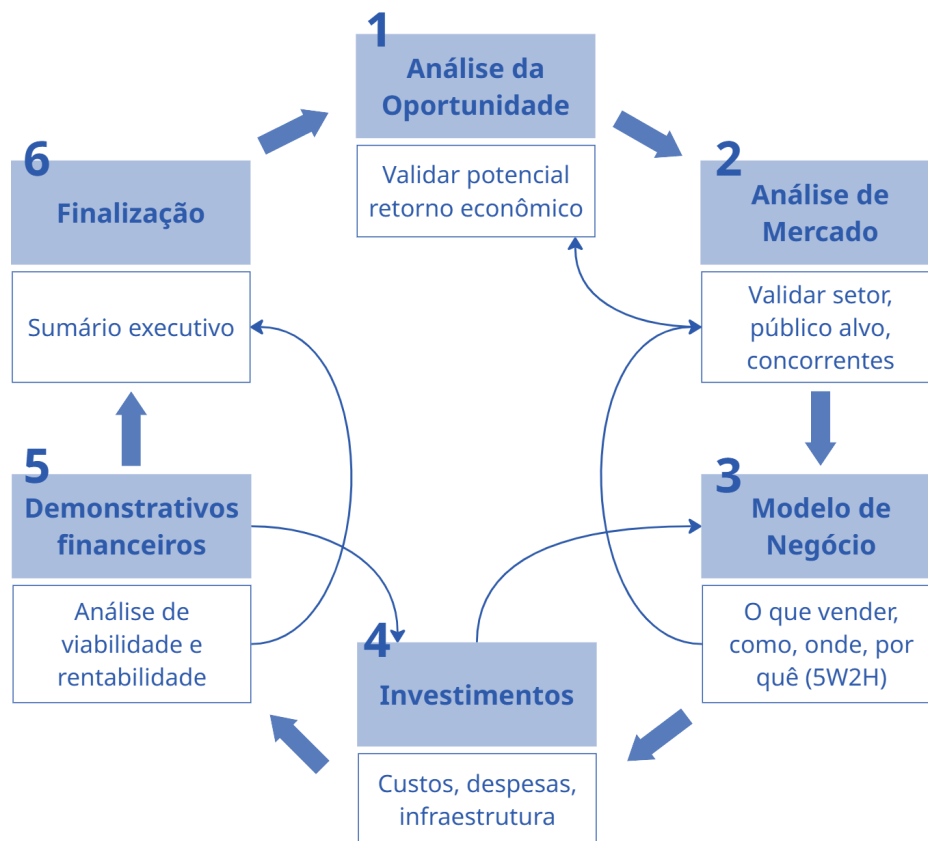 1
Análise da
Oportunidade
Validar potencial
retorno econômico
2
Análise de
Mercado
Validar setor,
público alvo,
concorrentes
3
Modelo de
Negócio
O que vender,
como, onde, por
quê (5W2H)
4
Investimentos
Custos, despesas,
infraestrutura
5
Demonstrativos
financeiros
Análise de
viabilidade e
rentabilidade
6
Finalização
Sumário executivo